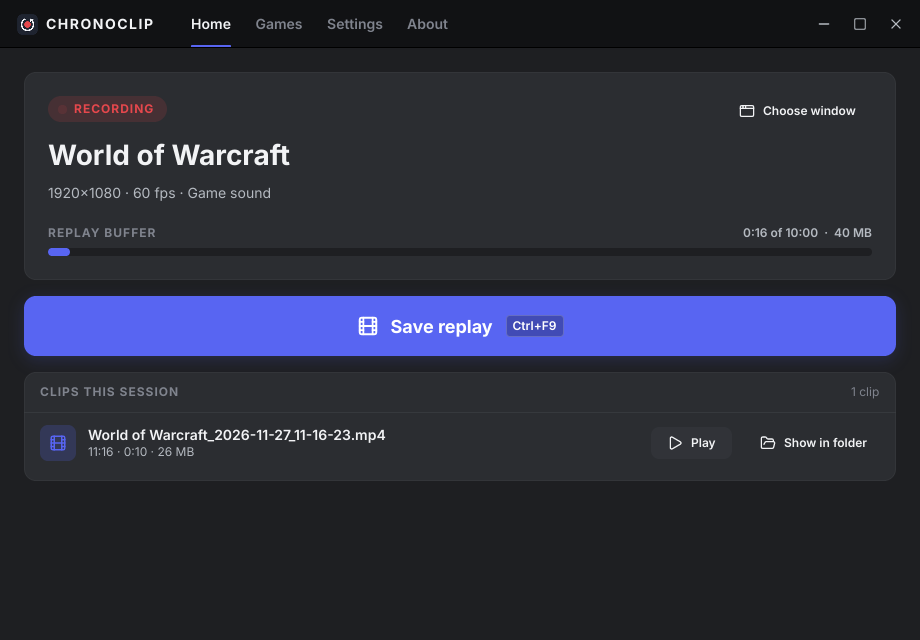 CHRONOCLIP Home Games Settings About
RECORDING
Choose window
World of Warcraft
1920×1080 · 60 fps · Game sound
REPLAY BUFFER 0:16 of 10:00 · 40 MB
Save replay Ctrl+F9
CLIPS THIS SESSION 1 clip
World of Warcraft_2026-11-27_11-16-23.mp4
11:16 · 0:10 · 26 MB
Play Show in folder